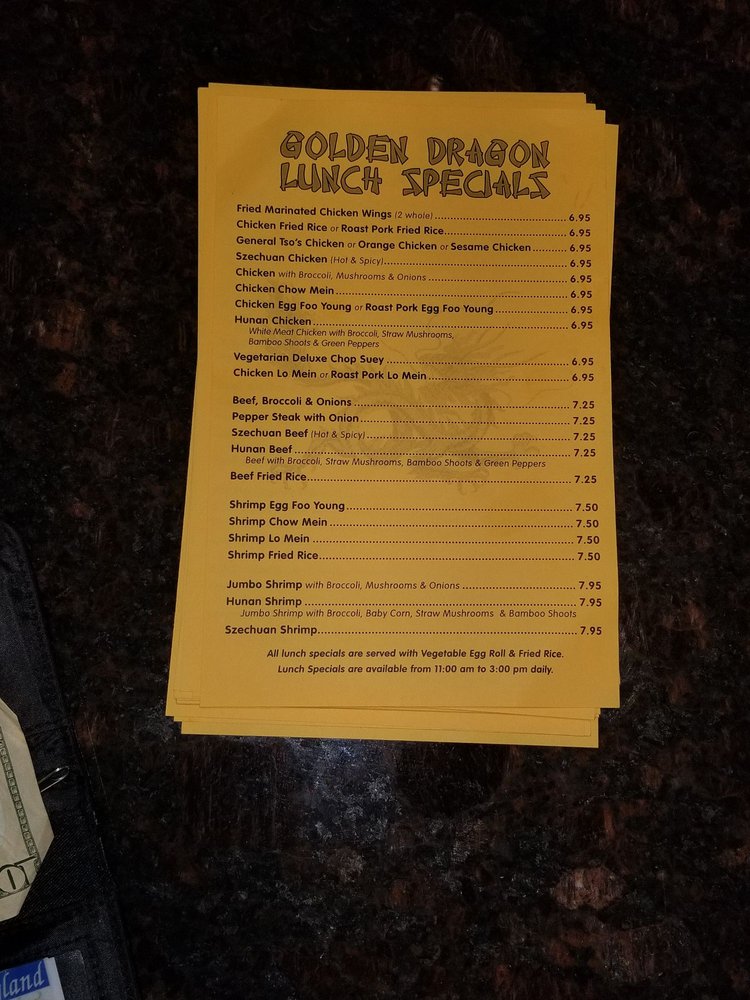 GOLDEN DRAGON
LUNCH SPECIALS
Fried Marinated Chicken Wings (2 whole) 6.95
Chicken Fried Rice or Roast Pork Fried Rice 6.95
General Tso's Chicken or Orange Chicken or Sesame Chicken 6.95
Szechuan Chicken (Hot & Spicy) 6.95
Chicken with Broccoli, Mushrooms & Onions 6.95
Chicken Chow Mein 6.95
Chicken Egg Foo Young or Roast Pork Egg Foo Young 6.95
Hunan Chicken 6.95
White Meat Chicken with Broccoli, Straw Mushrooms,
Bamboo Shoots & Green Peppers
Vegetarian Deluxe Chop Suey 6.95
Chicken Lo Mein or Roast Pork Lo Mein 6.95
Beef, Broccoli & Onions 7.25
Pepper Steak with Onion 7.25
Szechuan Beef (Hot & Spicy) 7.25
Hunan Beef 7.25
Beef with Broccoli, Straw Mushrooms, Bamboo Shoots & Green Peppers
Beef Fried Rice 7.25
Shrimp Egg Foo Young 7.50
Shrimp Chow Mein 7.50
Shrimp Lo Mein 7.50
Shrimp Fried Rice 7.50
Jumbo Shrimp with Broccoli, Mushrooms & Onions 7.95
Hunan Shrimp 7.95
Jumbo Shrimp with Broccoli, Baby Corn, Straw Mushrooms & Bamboo Shoots
Szechuan Shrimp 7.95
All lunch specials are served with Vegetable Egg Roll & Fried Rice.
Lunch Specials are available from 11:00 am to 3:00 pm daily.
land